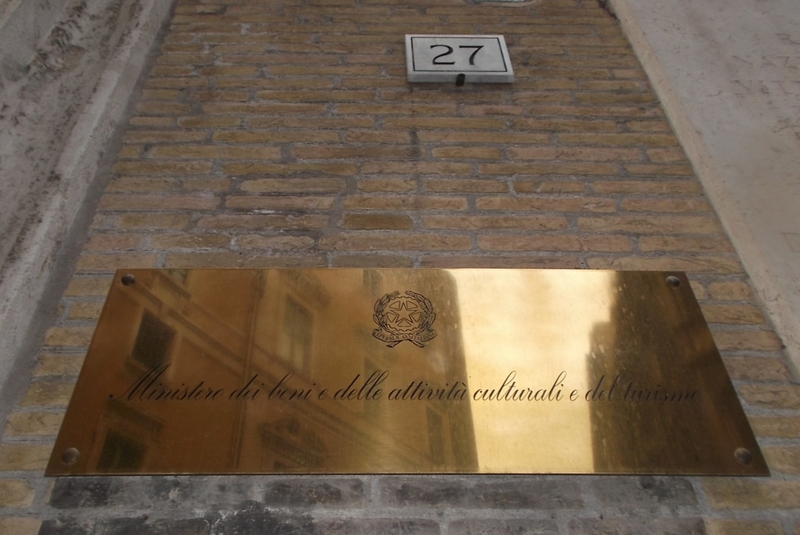 27
Ministero dei beni e delle attività culturali e del turismo